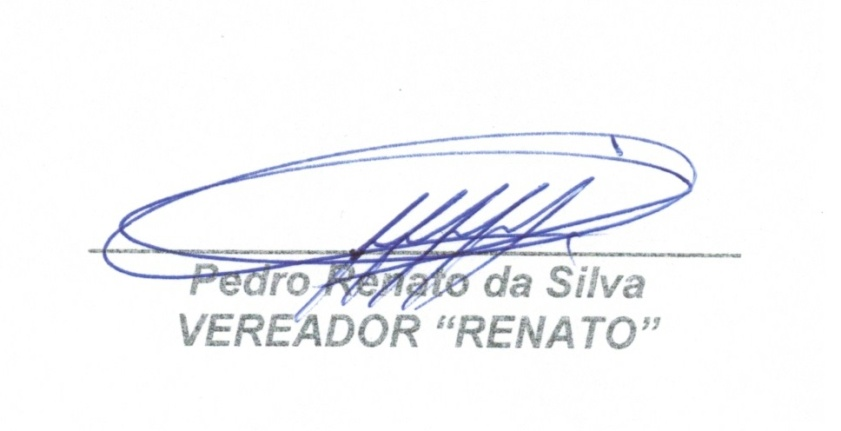 Pedro Renato da Silva
VEREADOR “RENATO”